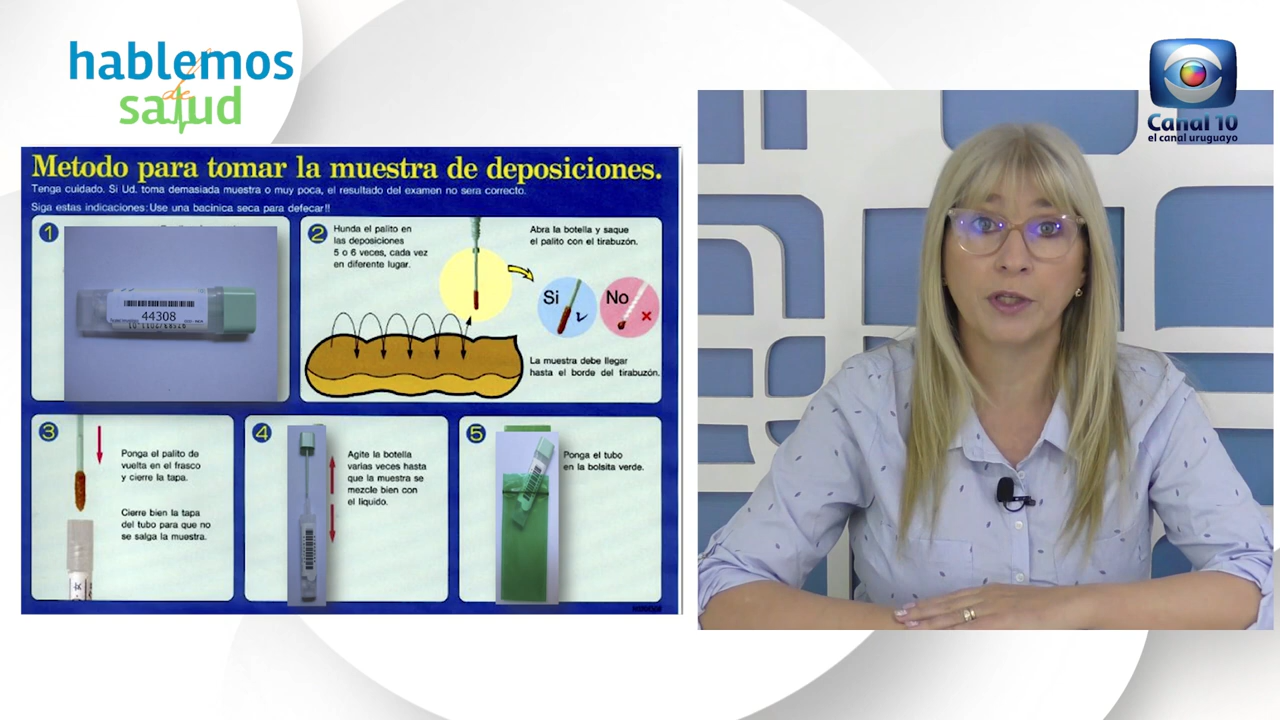 hablemos
de
salud
Canal 10
el canal uruguayo
Metodo para tomar la muestra de deposiciones.
Tenga cuidado. Si Ud. toma demasiada muestra o muy poca, el resultado del examen no sera correcto.
Siga estas indicaciones: Use una bacinica seca para defecar!!
1
44308
2
Hunda el palito en
las deposiciones
5 o 6 veces, cada vez
en diferente lugar.
Abra la botella y saque
el palito con el tirabuzón.
Si
No
La muestra debe llegar
hasta el borde del tirabuzón.
3
Ponga el palito de
vuelta en el frasco
y cierre la tapa.
Cierre bien la tapa
del tubo para que no
se salga la muestra.
4
Agite la botella
varias veces hasta
que la muestra se
mezcle bien con
el líquido.
5
Ponga el tubo
en la bolsita verde.